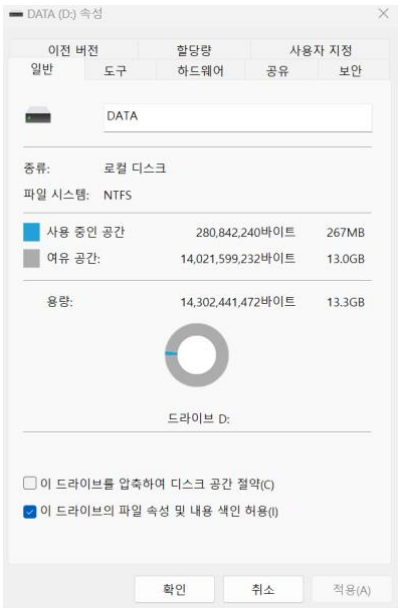 DATA (D:) 속성
이전 버전 할당량 사용자 지정
일반 도구 하드웨어 공유 보안
DATA
종류: 로컬 디스크
파일 시스템: NTFS
사용 중인 공간 280,842,240바이트 267MB
여유 공간: 14,021,599,232바이트 13.0GB
용량: 14,302,441,472바이트 13.3GB
드라이브 D:
이 드라이브를 압축하여 디스크 공간 절약(C)
이 드라이브의 파일 속성 및 내용 색인 허용(I)
확인 취소 적용(A)